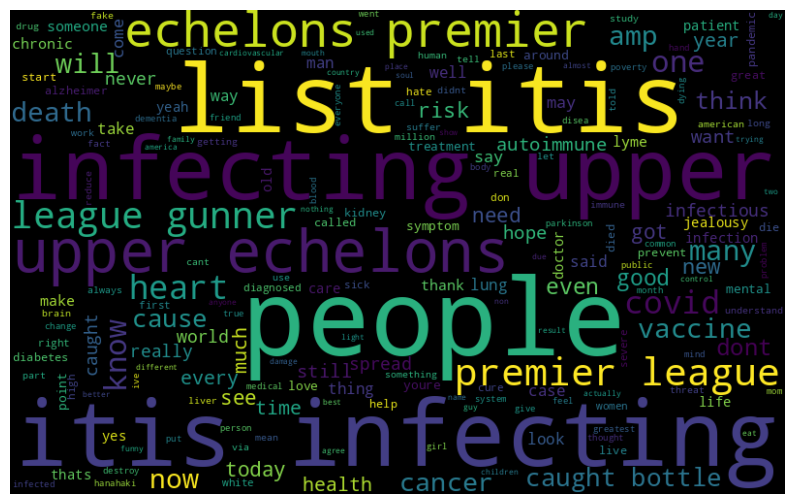 echelons premier
list itis
infecting upper
upper echelons
league gunner
people
premier league
itis infecting
caught bottle
chronic
someone
drug
fake
went
used
come
question
cardiovascular
mouth
study
human
tell
last
please
around
place
soul
patient
pandemic
day
hand
almost
poverty
amp
year
will
never
man
well
one
great
start
maybe
alzheimer
country
everyone
dying
death
yeah
dementia
way
hate
didnt
call
risk
may
told
think
take
work
friend
million
suffer
disea
american
long
america
family
treatment
autoimmune
lyme
want
trying
fact
getting
say
let
old
body
real
reduce
blood
don
immune
two
nothing
kidney
need
infectious
called
symptom
hope
parkinson
doctor
said
got
jealousy
infection
died
die
many
cant
due
prevent
common
public
new
problem
heart
use
care
sick
thank
lung
even
good
month
control
mental
make
always
diagnosed
anyone
non
covid
understand
brain
first
true
cause
result
vaccine
change
light
severe
mind
right
caught
know
world
much
still
spread
dont
really
damage
something
diabetes
ive
different
part
point
high
every
medical
love
thing
youre
cure
case
threat
mom
better
liver
see
time
best
name
system
actually
women
life
help
guy
give
feel
greatest
yes
put
person
look
thought
eat
funny
via
mean
agree
girl
live
thats
destroy
now
today
children
infected
hanahaki
white
health
cancer